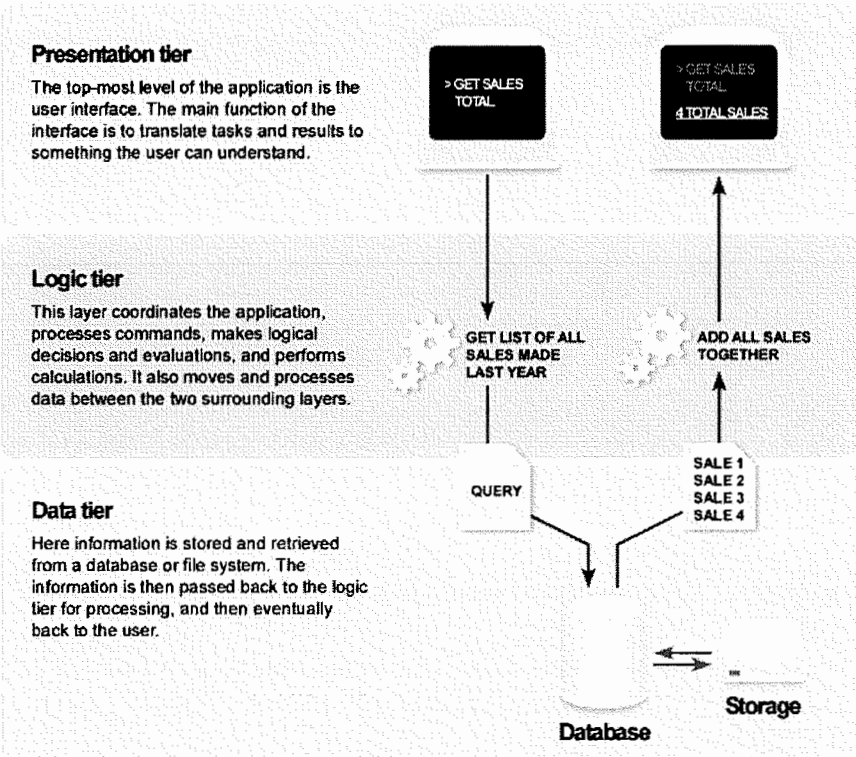 Presentation tier
The top-most level of the application is the
user interface. The main function of the
interface is to translate tasks and results to
something the user can understand.
> GET SALES
TOTAL
> GET SALES
TOTAL
4 TOTAL SALES
Logic tier
This layer coordinates the application,
processes commands, makes logical
decisions and evaluations, and performs
calculations. It also moves and processes
data between the two surrounding layers.
GET LIST OF ALL
SALES MADE
LAST YEAR
ADD ALL SALES
TOGETHER
Data tier
Here information is stored and retrieved
from a database or file system. The
information is then passed back to the logic
tier for processing, and then eventually
back to the user.
QUERY
SALE 1
SALE 2
SALE 3
SALE 4
Database
Storage